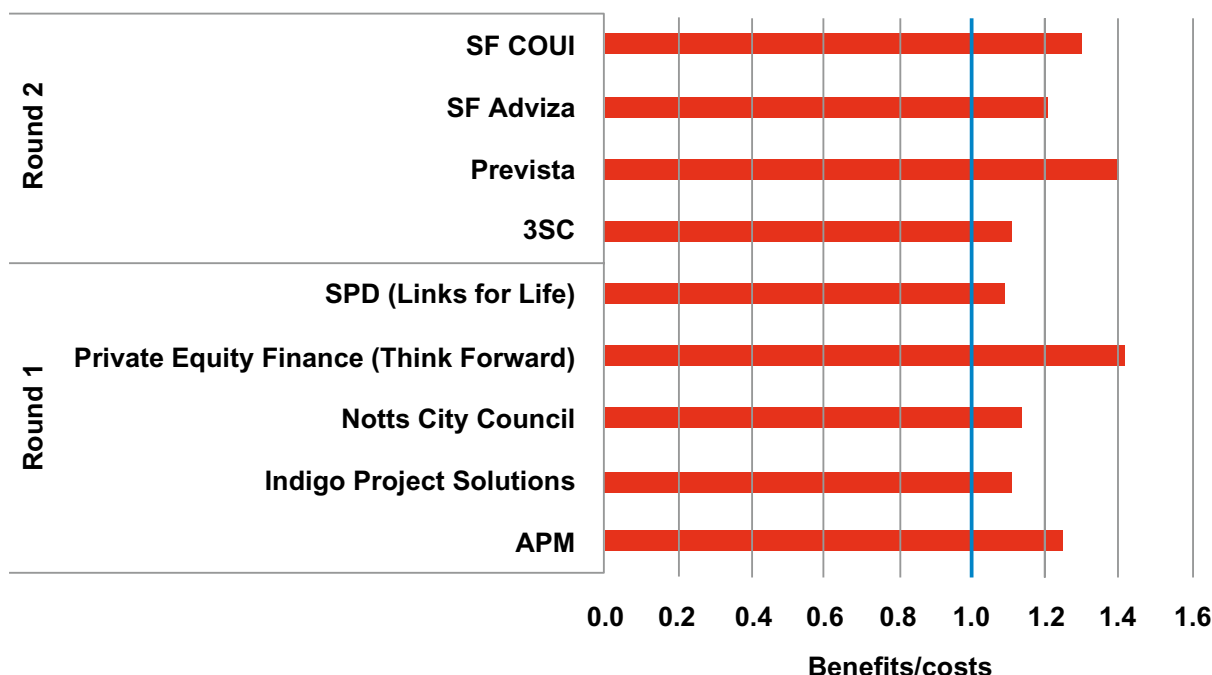 Round 2
SF COUI
SF Adviza
Prevista
3SC
Round 1
SPD (Links for Life)
Private Equity Finance (Think Forward)
Notts City Council
Indigo Project Solutions
APM
0.0 0.2 0.4 0.6 0.8 1.0 1.2 1.4 1.6
Benefits/costs